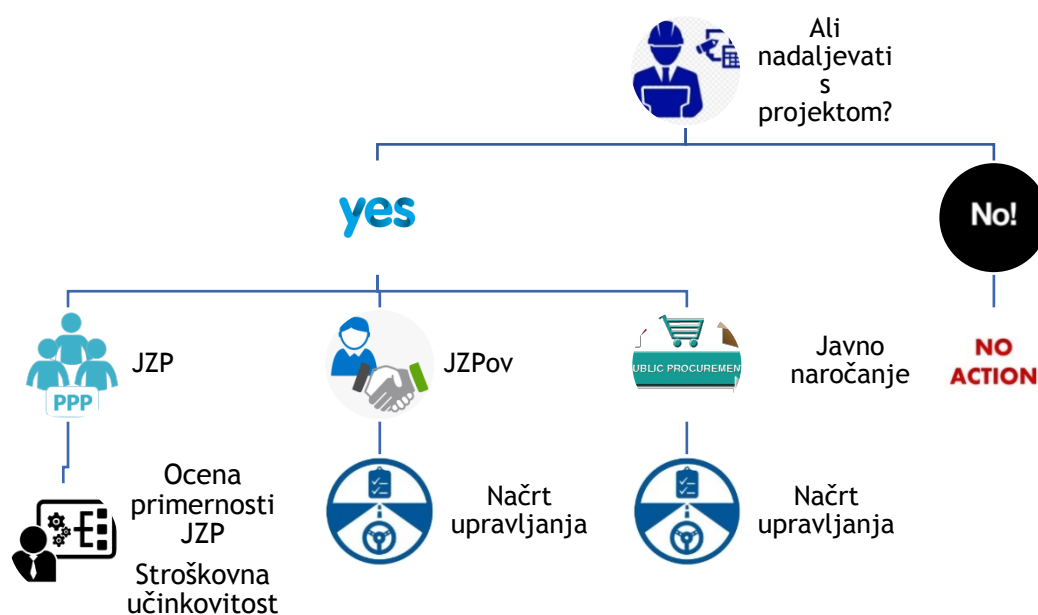 Ali
nadaljevati
s
projektom?
yes
No!
PPP
JZP
JZPov
UBLIC PROCUREMEN
Javno
naročanje
NO
ACTION
Ocena
primernosti
JZP
Stroškovna
učinkovitost
Načrt
upravljanja
Načrt
upravljanja